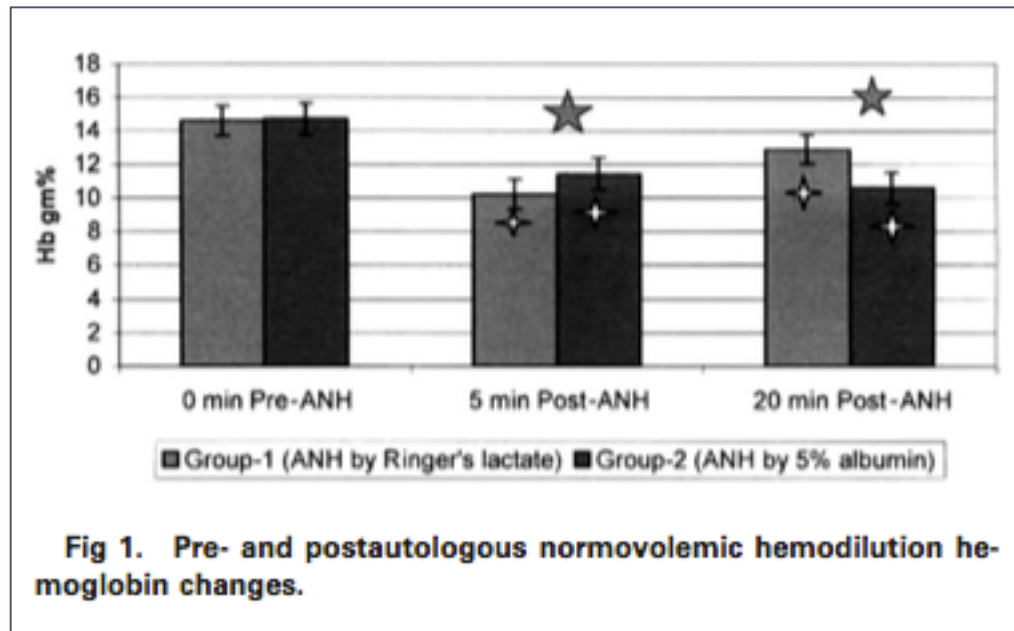 18
16
14
12
10
8
6
4
2
0
Hb gm%
0 min Pre-ANH 5 min Post-ANH 20 min Post-ANH
Group-1 (ANH by Ringer's lactate) Group-2 (ANH by 5% albumin)
Fig 1. Pre- and postautologous normovolemic hemodilution he-
moglobin changes.